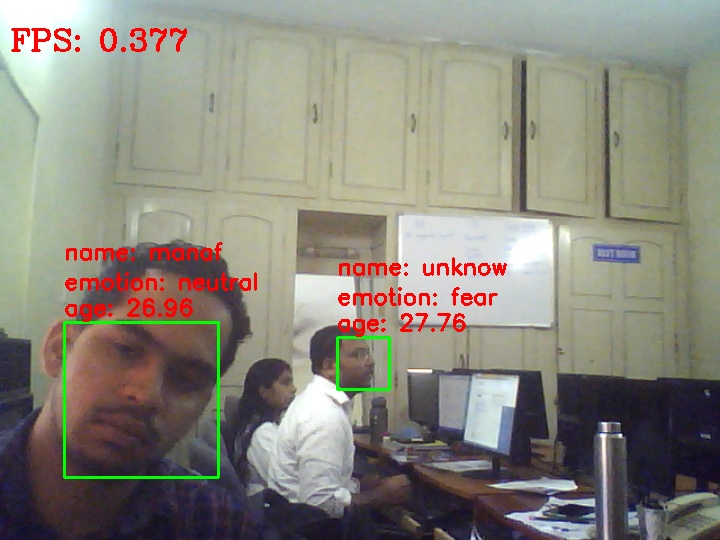 FPS: 0.377
name: manaf
emotion: neutral
age: 26.96
name: unknow
emotion: fear
age: 27.76